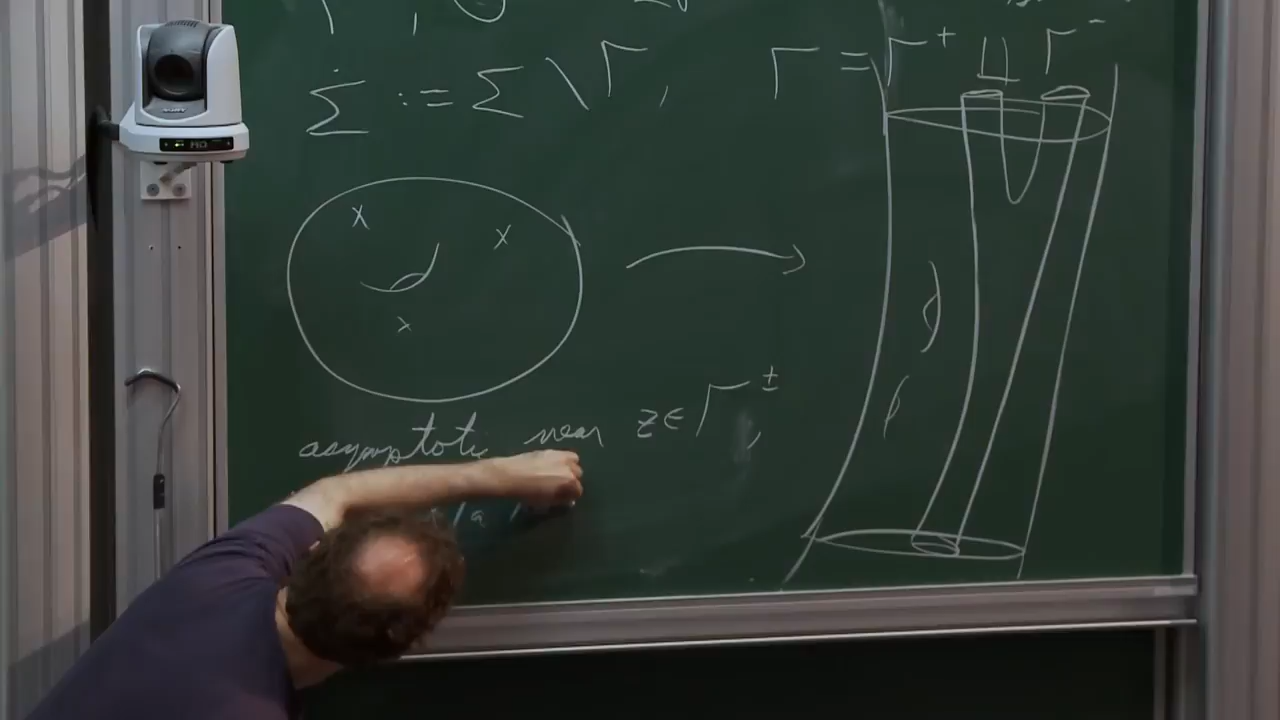 Σ̇ := Σ \ Γ, Γ = Γ⁺ ⊔ Γ⁻
x x
x
asymptotic near z ∈ Γ^±,